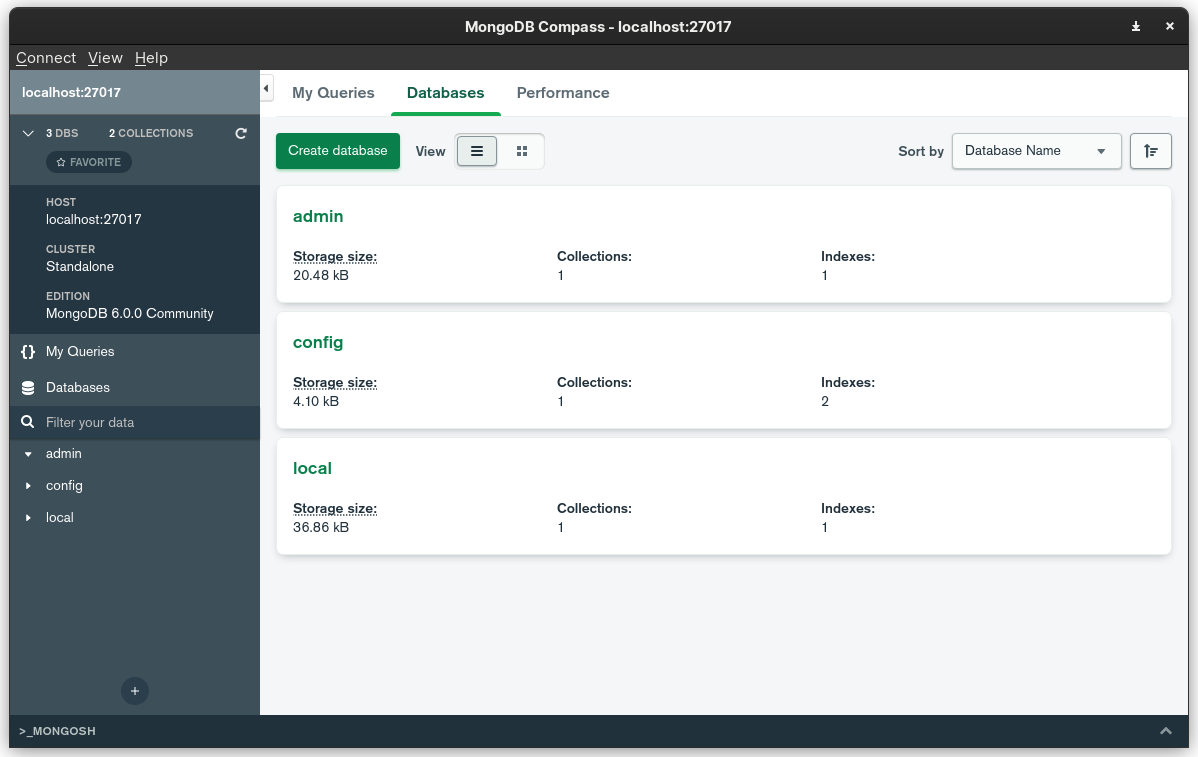 MongoDB Compass - localhost:27017
Connect View Help
localhost:27017
3 DBS 2 COLLECTIONS
FAVORITE
HOST
localhost:27017
CLUSTER
Standalone
EDITION
MongoDB 6.0.0 Community
{} My Queries
Databases
Filter your data
admin
config
local
+
My Queries Databases Performance
Create database View Sort by Database Name
admin
Storage size: Collections: Indexes:
20.48 kB 1 1
config
Storage size: Collections: Indexes:
4.10 kB 1 2
local
Storage size: Collections: Indexes:
36.86 kB 1 1
>_MONGOSH